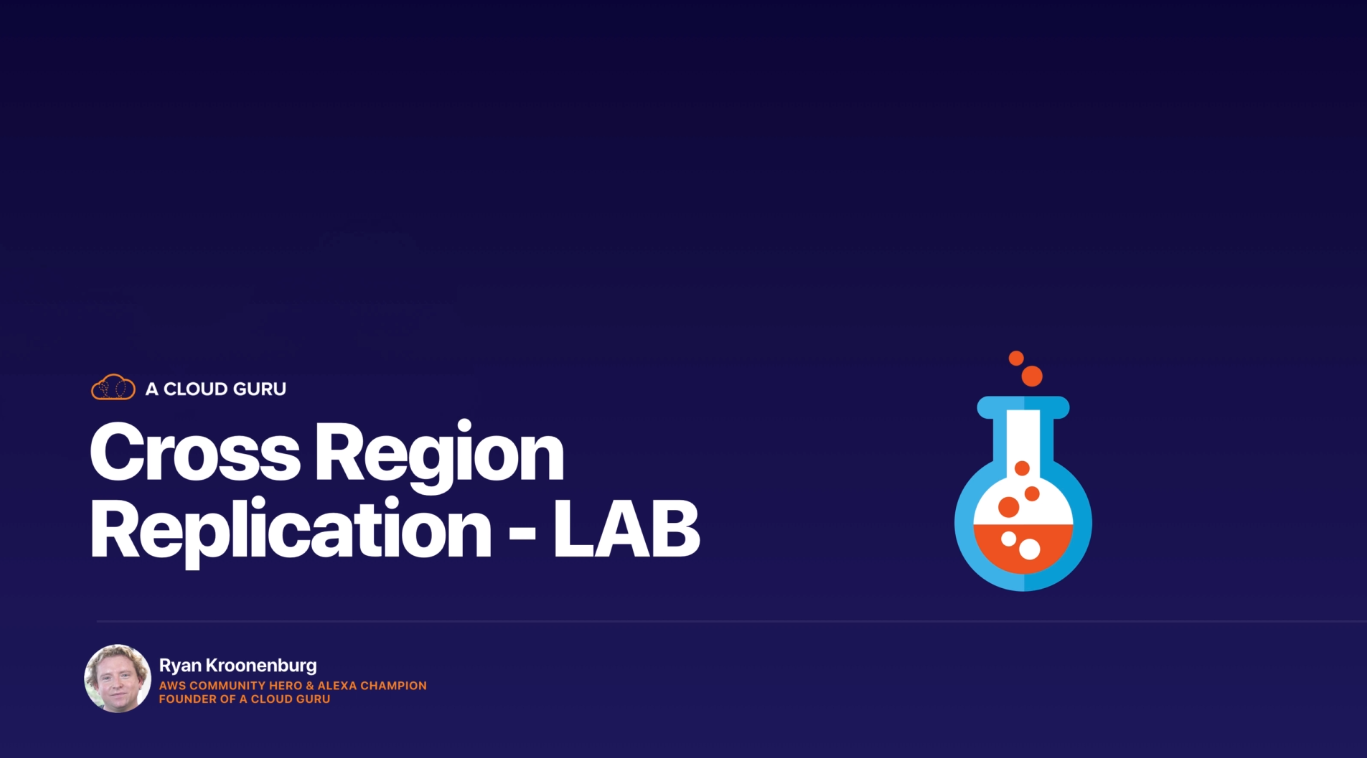 A CLOUD GURU
Cross Region
Replication - LAB
Ryan Kroonenburg
AWS COMMUNITY HERO & ALEXA CHAMPION
FOUNDER OF A CLOUD GURU